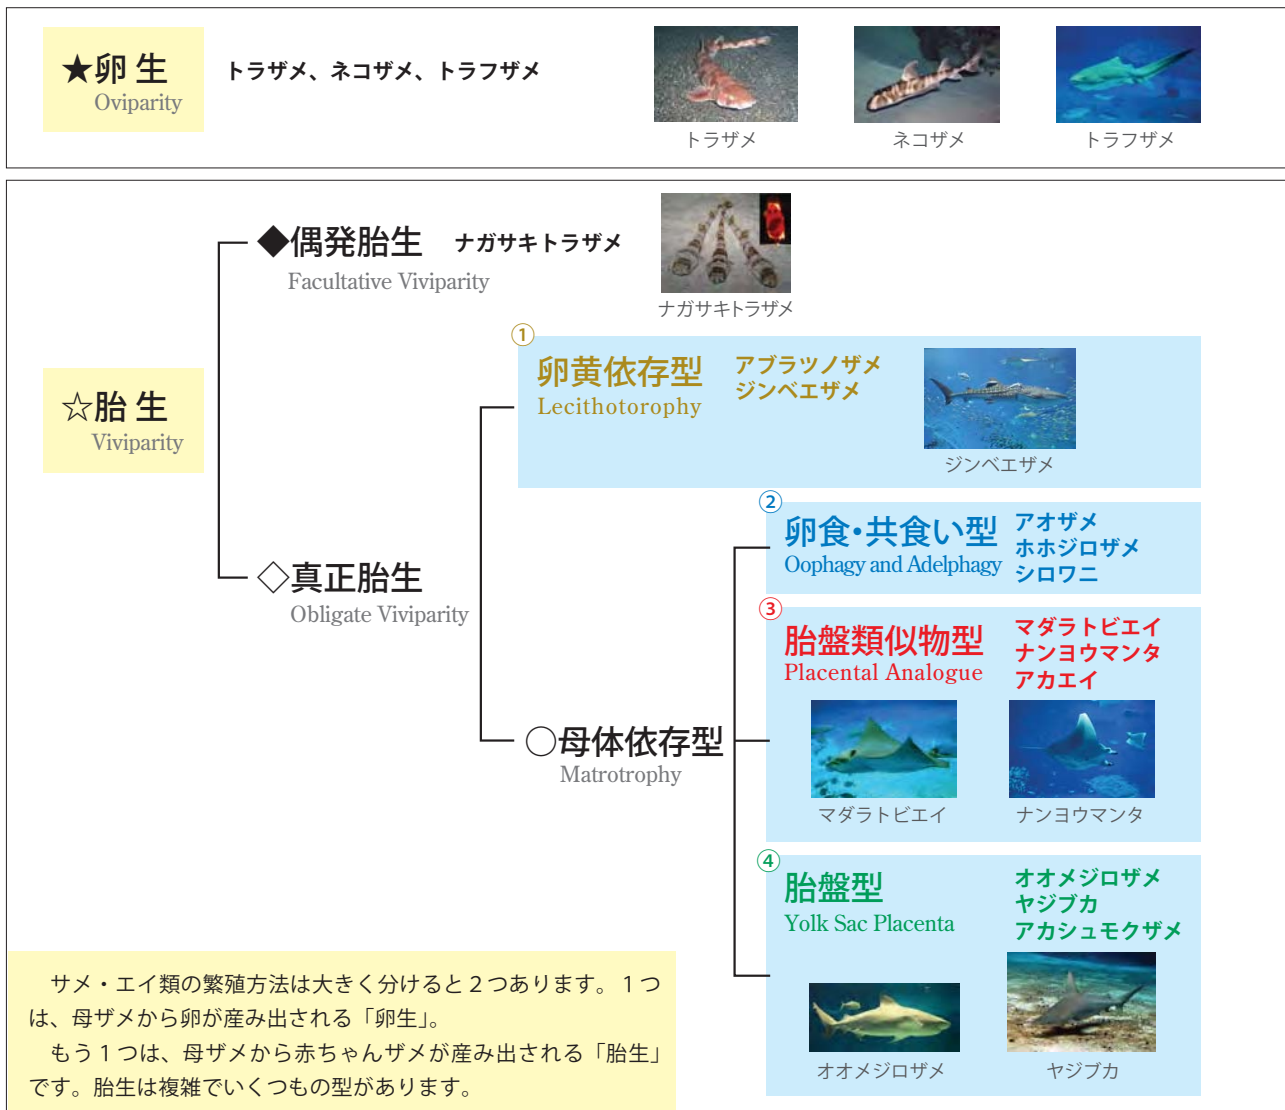 ★卵 生
Oviparity
トラザメ、ネコザメ、トラフザメ
トラザメ
ネコザメ
トラフザメ
◆偶発胎生
Facultative Viviparity
ナガサキトラザメ
ナガサキトラザメ
①
卵黄依存型
Lecithotorophy
アブラツノザメ
ジンベエザメ
ジンベエザメ
☆胎 生
Viviparity
②
卵食・共食い型
Oophagy and Adelphagy
アオザメ
ホホジロザメ
シロワニ
◇真正胎生
Obligate Viviparity
③
胎盤類似物型
Placental Analogue
マダラトビエイ
ナンヨウマンタ
アカエイ
マダラトビエイ
ナンヨウマンタ
○母体依存型
Matrotrophy
④
胎盤型
Yolk Sac Placenta
オオメジロザメ
ヤジブカ
アカシュモクザメ
オオメジロザメ
ヤジブカ
サメ・エイ類の繁殖方法は大きく分けると２つあります。１つ
は、母ザメから卵が産み出される「卵生」。
もう１つは、母ザメから赤ちゃんザメが産み出される「胎生」
です。胎生は複雑でいくつもの型があります。